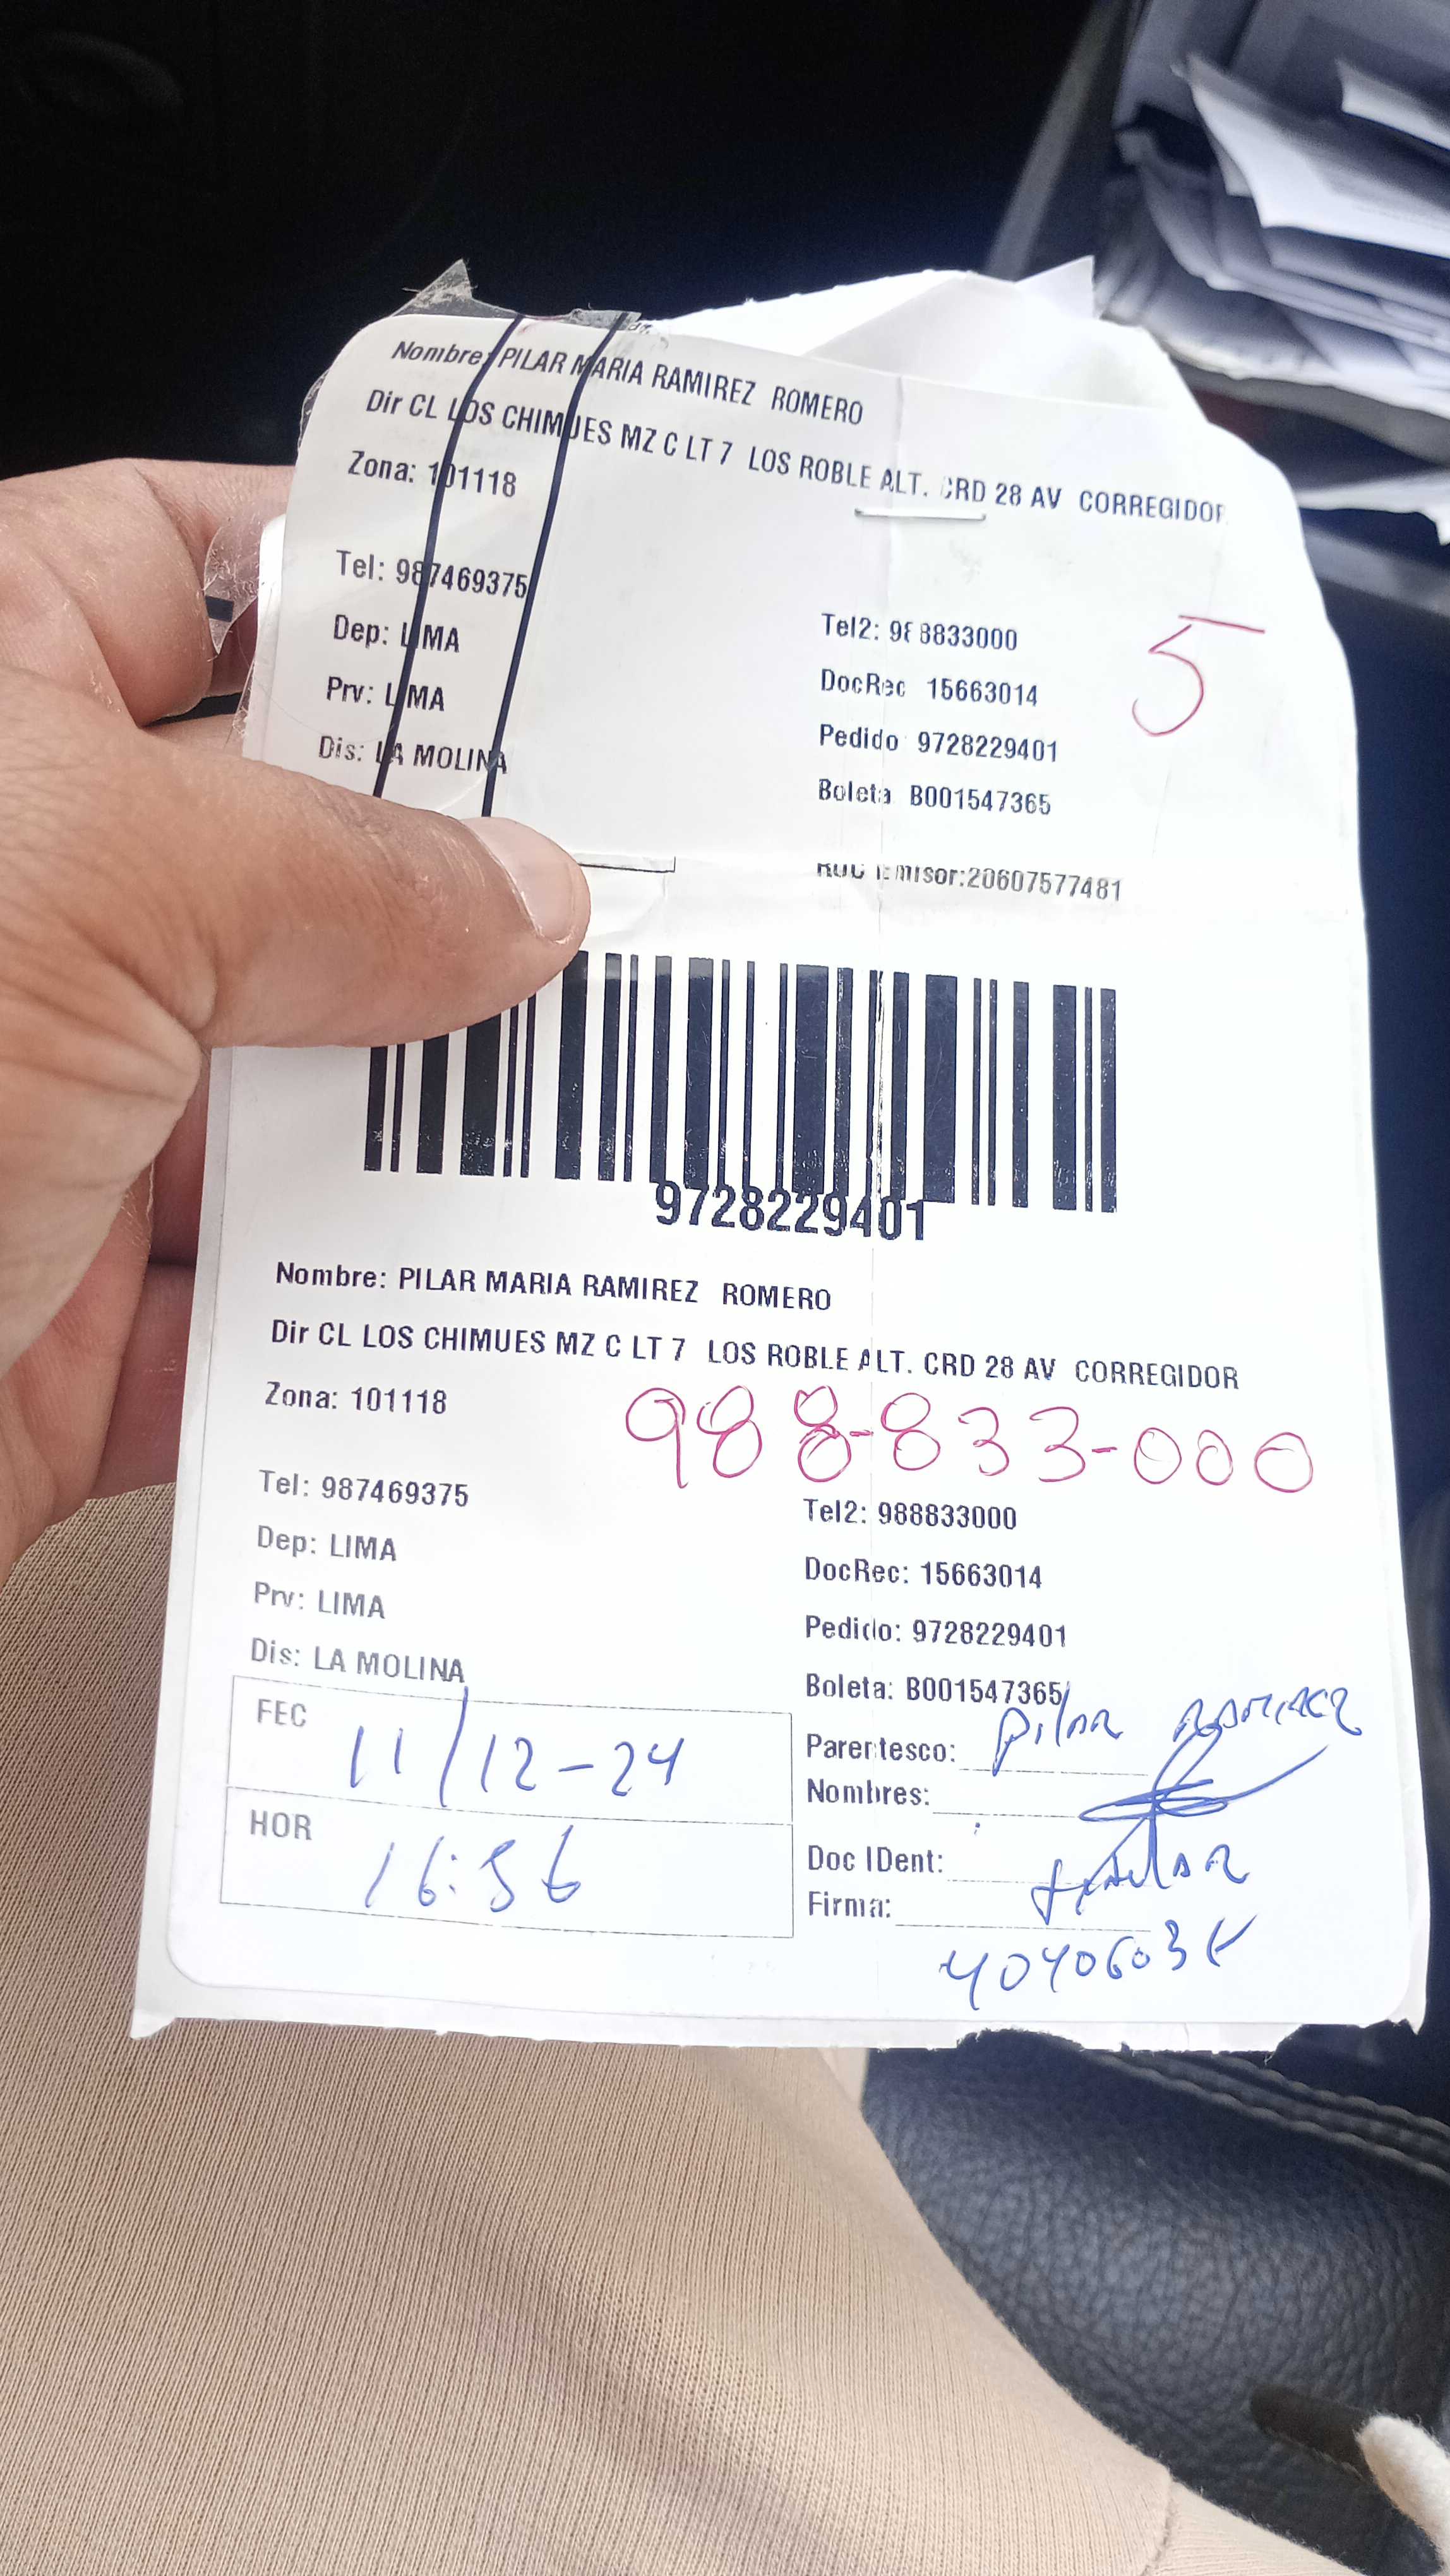 Nombre: PILAR MARIA RAMIREZ ROMERO
Dir CL LOS CHIMUES MZ C LT 7 LOS ROBLE ALT. CRD 28 AV CORREGIDOR
Zona: 101118
Tel: 987469375
Tel2: 988833000
5
Dep: LIMA
DocRec 15663014
Prv: LIMA
Pedido 9728229401
Dis: LA MOLINA
Boleta B001547365
RUC Emisor:20607577481
9728229401
Nombre: PILAR MARIA RAMIREZ ROMERO
Dir CL LOS CHIMUES MZ C LT 7 LOS ROBLE ALT. CRD 28 AV CORREGIDOR
Zona: 101118
988-833-000
Tel: 987469375
Tel2: 988833000
Dep: LIMA
DocRec: 15663014
Prv: LIMA
Pedido: 9728229401
Dis: LA MOLINA
Boleta: B001547365
FEC 11/12-24
Parentesco: Pilar Ramirez
Nombres:
HOR 16:56
Doc IDent:
Firma: